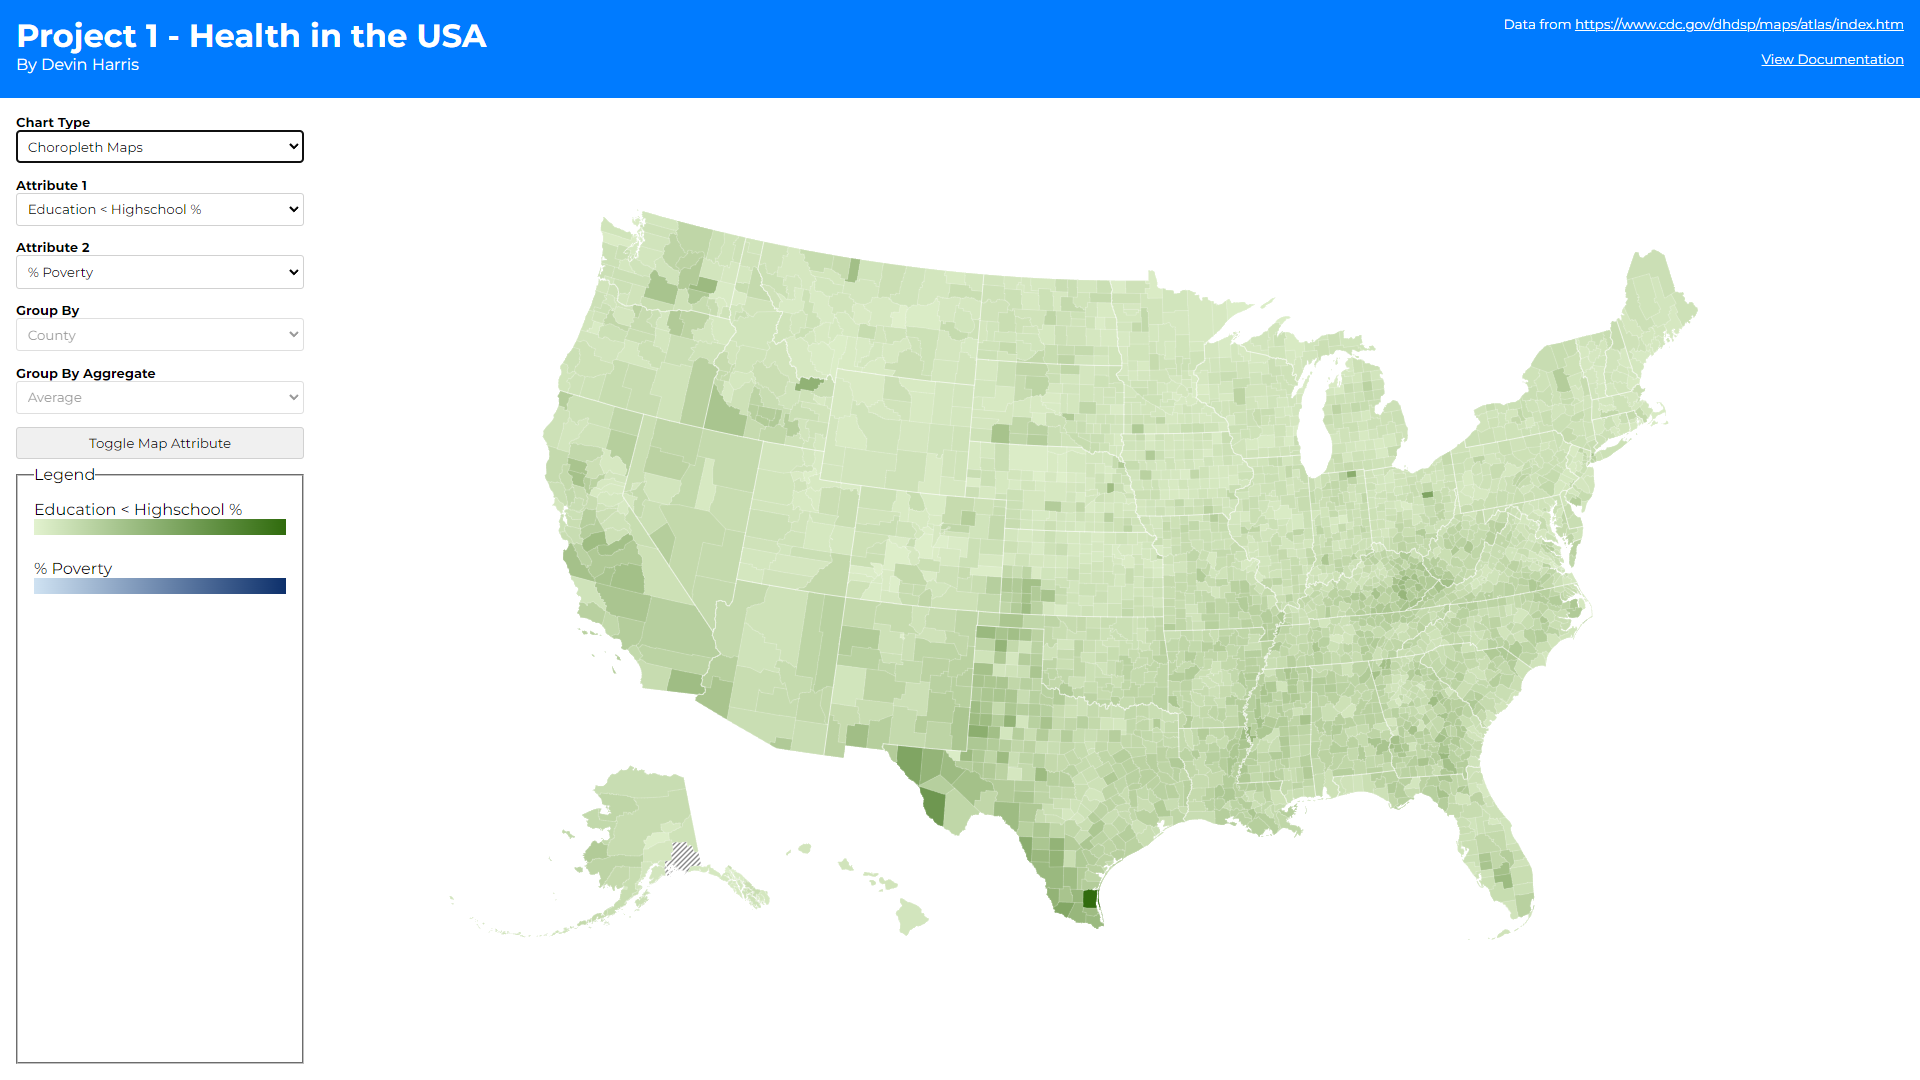 Project 1 - Health in the USA
By Devin Harris
Data from https://www.cdc.gov/dhdsp/maps/atlas/index.htm
View Documentation
Chart Type
Choropleth Maps
Attribute 1
Education < Highschool %
Attribute 2
% Poverty
Group By
County
Group By Aggregate
Average
Toggle Map Attribute
Legend
Education < Highschool %
% Poverty